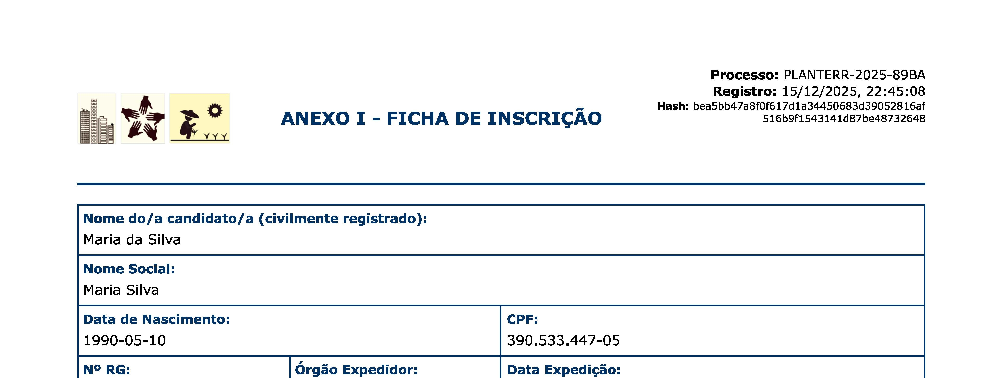 Processo: PLANTERR-2025-89BA
Registro: 15/12/2025, 22:45:08
Hash: bea5bb47a8f0f617d1a34450683d39052816af
516b9f1543141d87be48732648
ANEXO I - FICHA DE INSCRIÇÃO
Nome do/a candidato/a (civilmente registrado):
Maria da Silva
Nome Social:
Maria Silva
Data de Nascimento:
1990-05-10
CPF:
390.533.447-05
Nº RG:
Órgão Expedidor:
Data Expedição: